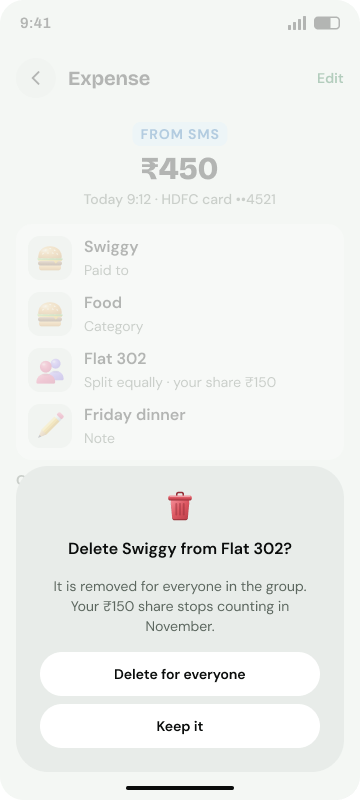 9:41
Expense
Edit
FROM SMS
₹450
Today 9:12 · HDFC card ••4521
Swiggy
Paid to
Food
Category
Flat 302
Split equally · your share ₹150
Friday dinner
Note
Delete Swiggy from Flat 302?
It is removed for everyone in the group.
Your ₹150 share stops counting in
November.
Delete for everyone
Keep it